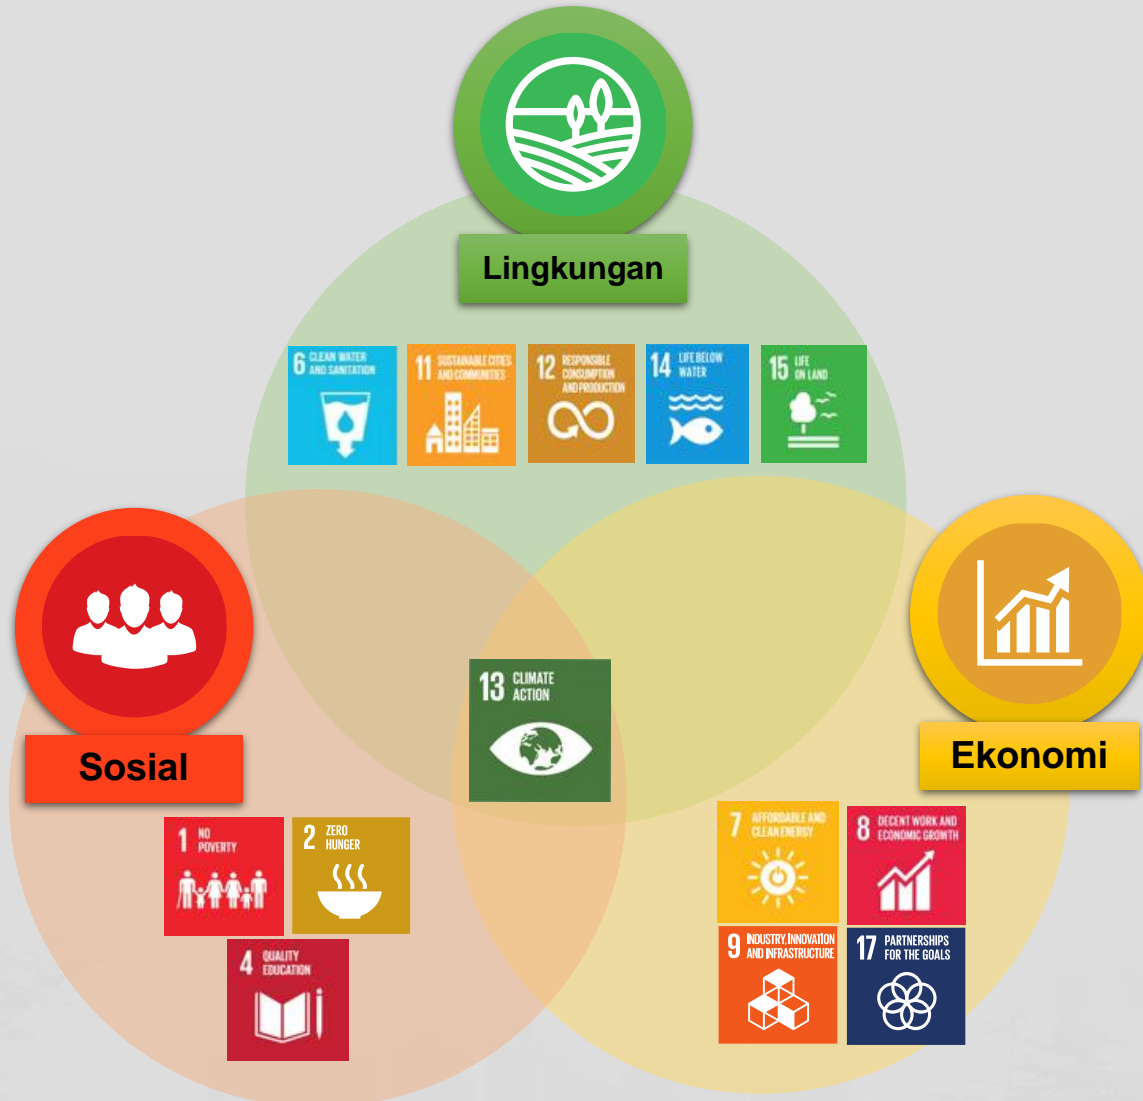 Lingkungan
6 CLEAN WATER
AND SANITATION
11 SUSTAINABLE CITIES
AND COMMUNITIES
12 RESPONSIBLE
CONSUMPTION
AND PRODUCTION
14 LIFE BELOW
WATER
15 LIFE
ON LAND
Sosial
Ekonomi
13 CLIMATE
ACTION
1 NO
POVERTY
2 ZERO
HUNGER
4 QUALITY
EDUCATION
7 AFFORDABLE AND
CLEAN ENERGY
8 DECENT WORK AND
ECONOMIC GROWTH
9 INDUSTRY, INNOVATION
AND INFRASTRUCTURE
17 PARTNERSHIPS
FOR THE GOALS